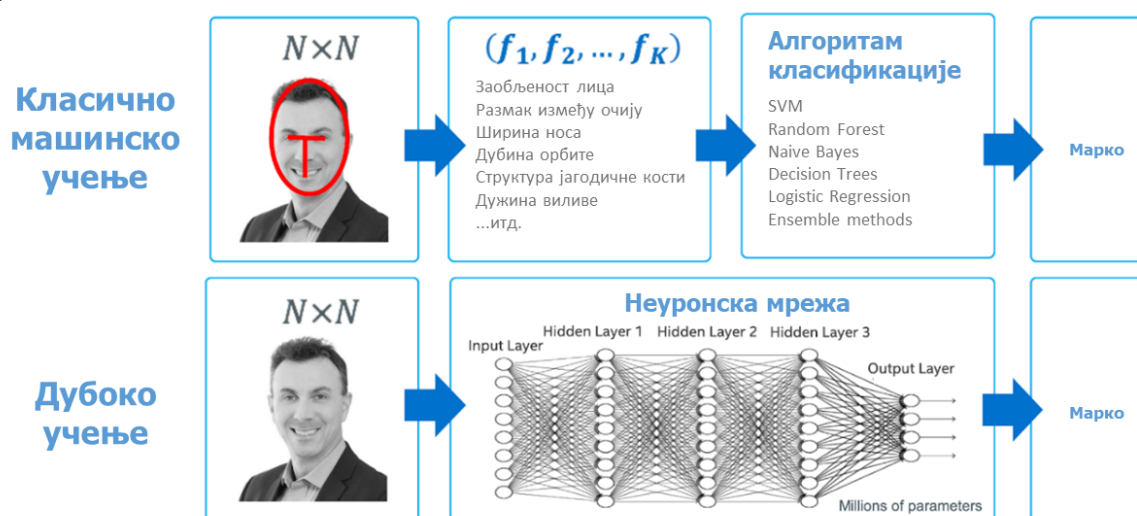 Класично
машинско
учење
N×N
(f₁, f₂, ..., f_K)
Заобљеност лица
Размак између очију
Ширина носа
Дубина орбите
Структура јагодичне кости
Дужина виливе
...итд.
Алгоритам
класификације
SVM
Random Forest
Naive Bayes
Decision Trees
Logistic Regression
Ensemble methods
Марко
Дубоко
учење
N×N
Неуронска мрежа
Input Layer
Hidden Layer 1
Hidden Layer 2
Hidden Layer 3
Output Layer
Millions of parameters
Марко